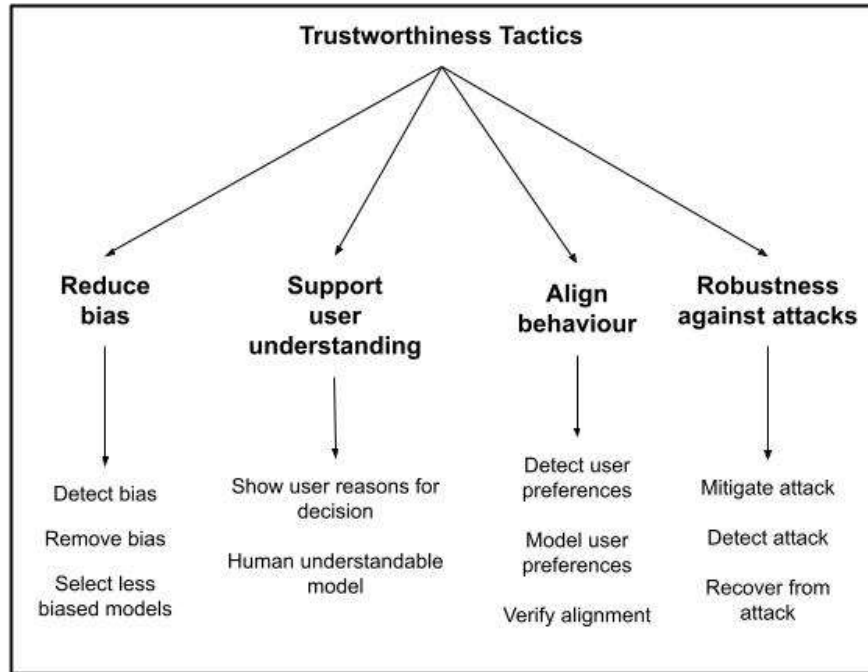 Trustworthiness Tactics
Reduce
bias
Support
user
understanding
Align
behaviour
Robustness
against attacks
Detect bias
Remove bias
Select less
biased models
Show user reasons for
decision
Human understandable
model
Detect user
preferences
Model user
preferences
Verify alignment
Mitigate attack
Detect attack
Recover from
attack